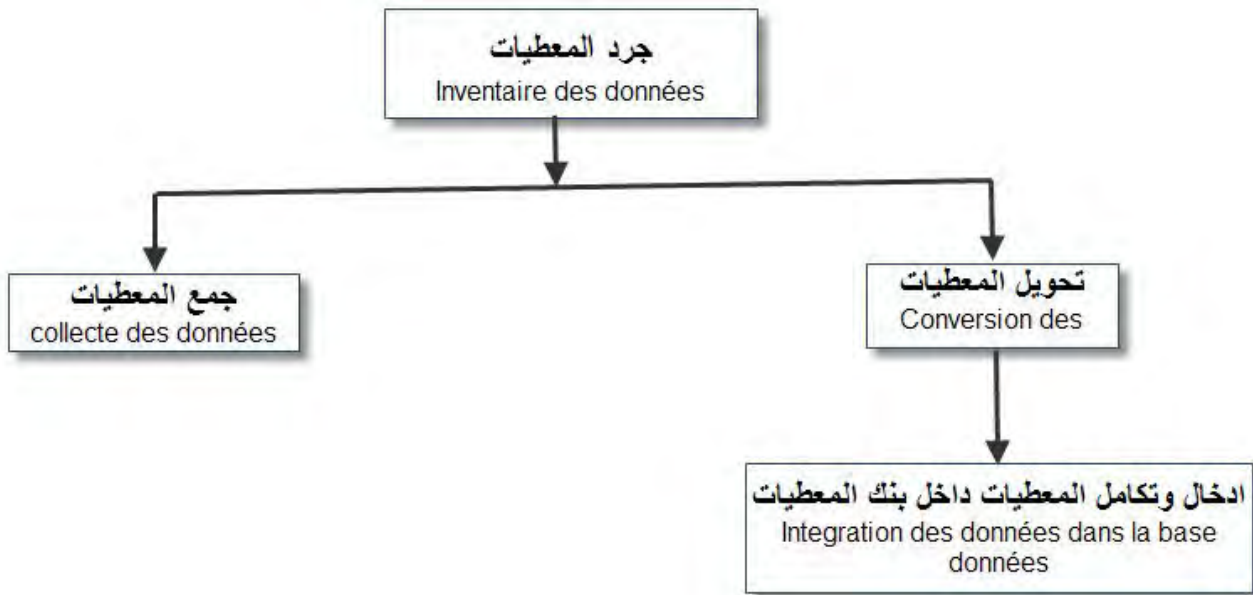 جرد المعطيات
Inventaire des données
جمع المعطيات
collecte des données
تحويل المعطيات
Conversion des
ادخال وتكامل المعطيات داخل بنك المعطيات
Integration des données dans la base
données